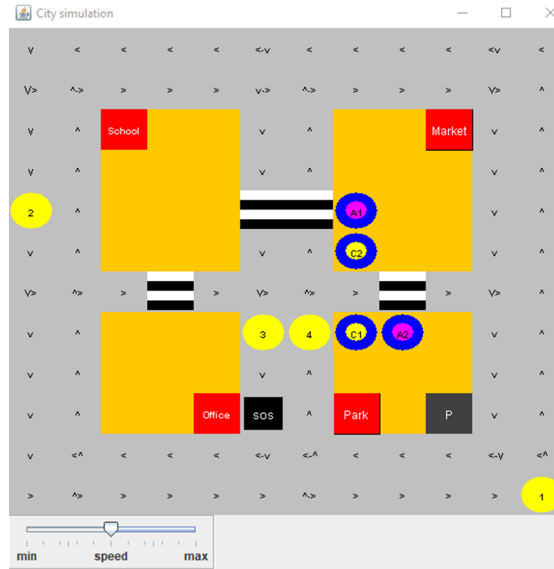 City simulation
v < < < < <-v < < < < <v <
V> ^-> > > > v-> ^-> > > > V> ^
v ^ School v ^ Market v ^
v ^ v ^ v ^
2 ^ A1 v ^
v ^ v ^ C2 v ^
V> ^> > > V> ^> > > V> ^
v ^ 3 4 C1 A2 v ^
v ^ v ^ v ^
v ^ Office sos ^ Park P v ^
v <^ < < < <-v <-^ < < < <-v <^
> ^> > > > > ^-> > > > > 1
min speed max